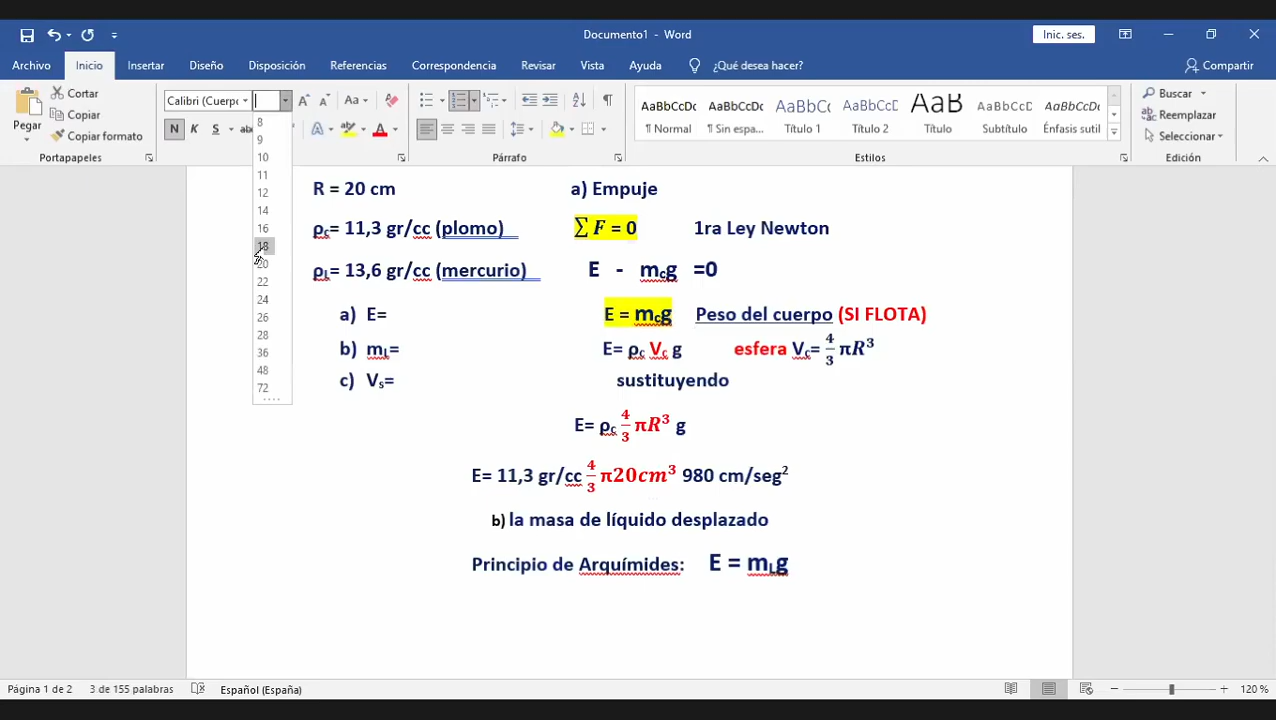 Documento1 - Word
Inic. ses.
Archivo Inicio Insertar Diseño Disposición Referencias Correspondencia Revisar Vista Ayuda ¿Qué desea hacer? Compartir
Pegar
Cortar
Copiar
Copiar formato
Portapapeles
Calibri (Cuerpo
Aa
N K S abc
A A
Párrafo
AaBbCcDc AaBbCcDc AaBbCc AaBbCcD AaB AaBbCcD AaBbCcDc
¶ Normal ¶ Sin espa... Título 1 Título 2 Título Subtítulo Énfasis sutil
Estilos
Buscar
Reemplazar
Seleccionar
Edición
8
9
10
11
12
14
16
18
20
22
24
26
28
36
48
72
R = 20 cm a) Empuje
ρc= 11,3 gr/cc (plomo) ∑ F = 0 1ra Ley Newton
ρL= 13,6 gr/cc (mercurio) E - mcg =0
a) E= E = mcg Peso del cuerpo (SI FLOTA)
b) mL= E= ρc Vc g esfera Vc= 4/3 πR³
c) Vs= sustituyendo
E= ρc 4/3 πR³ g
E= 11,3 gr/cc 4/3 π20cm³ 980 cm/seg²
b) la masa de líquido desplazado
Principio de Arquímides: E = mLg
Página 1 de 2 3 de 155 palabras Español (España) 120 %